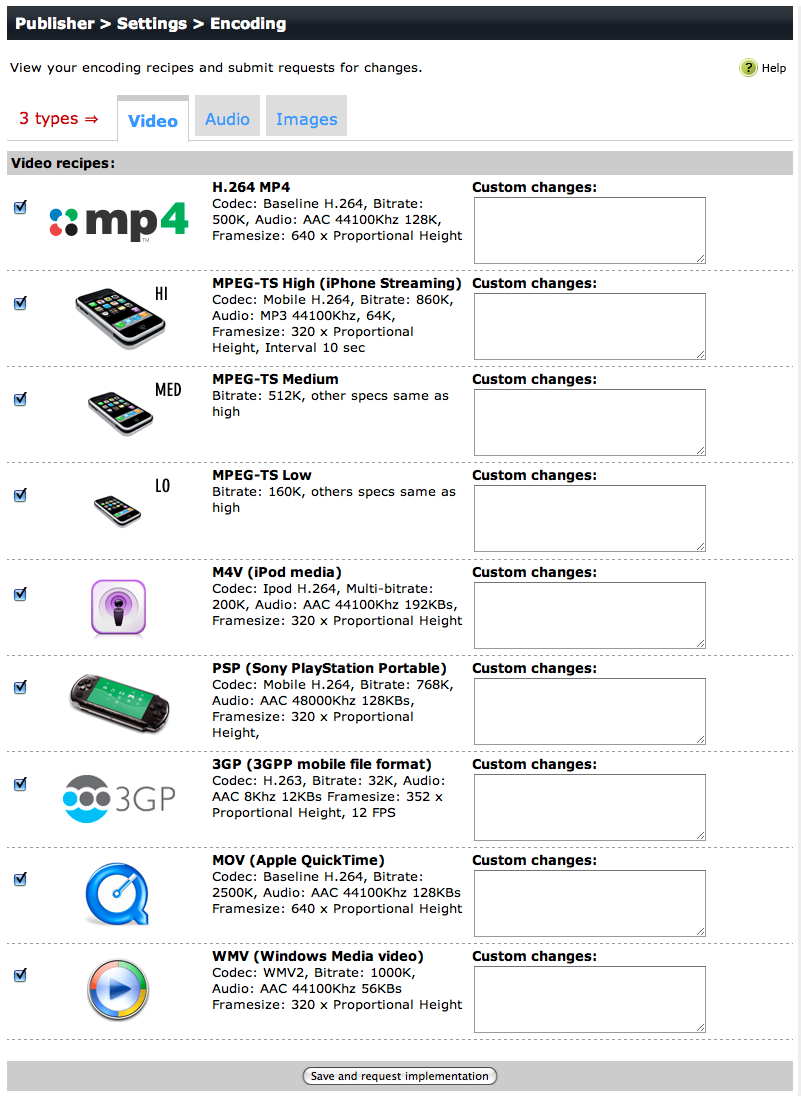 Publisher > Settings > Encoding
View your encoding recipes and submit requests for changes.
? Help
3 types ⇒ Video Audio Images
Video recipes:
mp4
TM
H.264 MP4
Codec: Baseline H.264, Bitrate:
500K, Audio: AAC 44100Khz 128K,
Framesize: 640 x Proportional Height
Custom changes:
HI
MPEG-TS High (iPhone Streaming)
Codec: Mobile H.264, Bitrate: 860K,
Audio: MP3 44100Khz, 64K,
Framesize: 320 x Proportional
Height, Interval 10 sec
Custom changes:
MED
MPEG-TS Medium
Bitrate: 512K, other specs same as
high
Custom changes:
LO
MPEG-TS Low
Bitrate: 160K, others specs same as
high
Custom changes:
M4V (iPod media)
Codec: Ipod H.264, Multi-bitrate:
200K, Audio: AAC 44100Khz 192KBs,
Framesize: 320 x Proportional Height
Custom changes:
PSP (Sony PlayStation Portable)
Codec: Mobile H.264, Bitrate: 768K,
Audio: AAC 48000Khz 128KBs,
Framesize: 320 x Proportional
Height,
Custom changes:
3GP
3GP (3GPP mobile file format)
Codec: H.263, Bitrate: 32K, Audio:
AAC 8Khz 12KBs Framesize: 352 x
Proportional Height, 12 FPS
Custom changes:
MOV (Apple QuickTime)
Codec: Baseline H.264, Bitrate:
2500K, Audio: AAC 44100Khz 128KBs
Framesize: 640 x Proportional Height
Custom changes:
WMV (Windows Media video)
Codec: WMV2, Bitrate: 1000K,
Audio: AAC 44100Khz 56KBs
Framesize: 320 x Proportional Height
Custom changes:
Save and request implementation